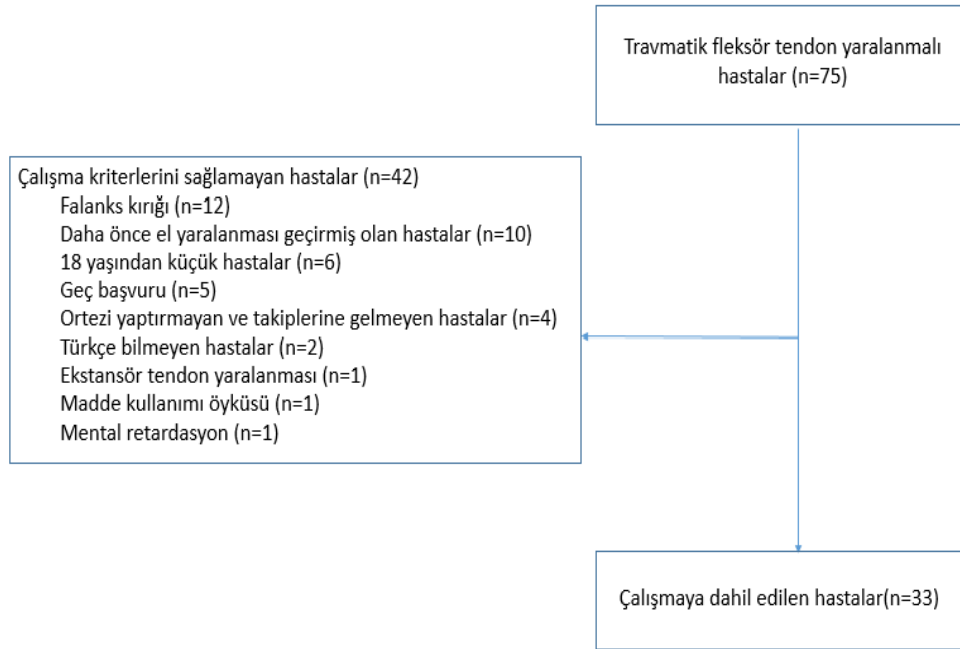 Travmatik fleksör tendon yaralanmalı
hastalar (n=75)
Çalışma kriterlerini sağlamayan hastalar (n=42)
Falanks kırığı (n=12)
Daha önce el yaralanması geçirmiş olan hastalar (n=10)
18 yaşından küçük hastalar (n=6)
Geç başvuru (n=5)
Ortezi yaptırmayan ve takiplerine gelmeyen hastalar (n=4)
Türkçe bilmeyen hastalar (n=2)
Ekstansör tendon yaralanması (n=1)
Madde kullanımı öyküsü (n=1)
Mental retardasyon (n=1)
Çalışmaya dahil edilen hastalar(n=33)